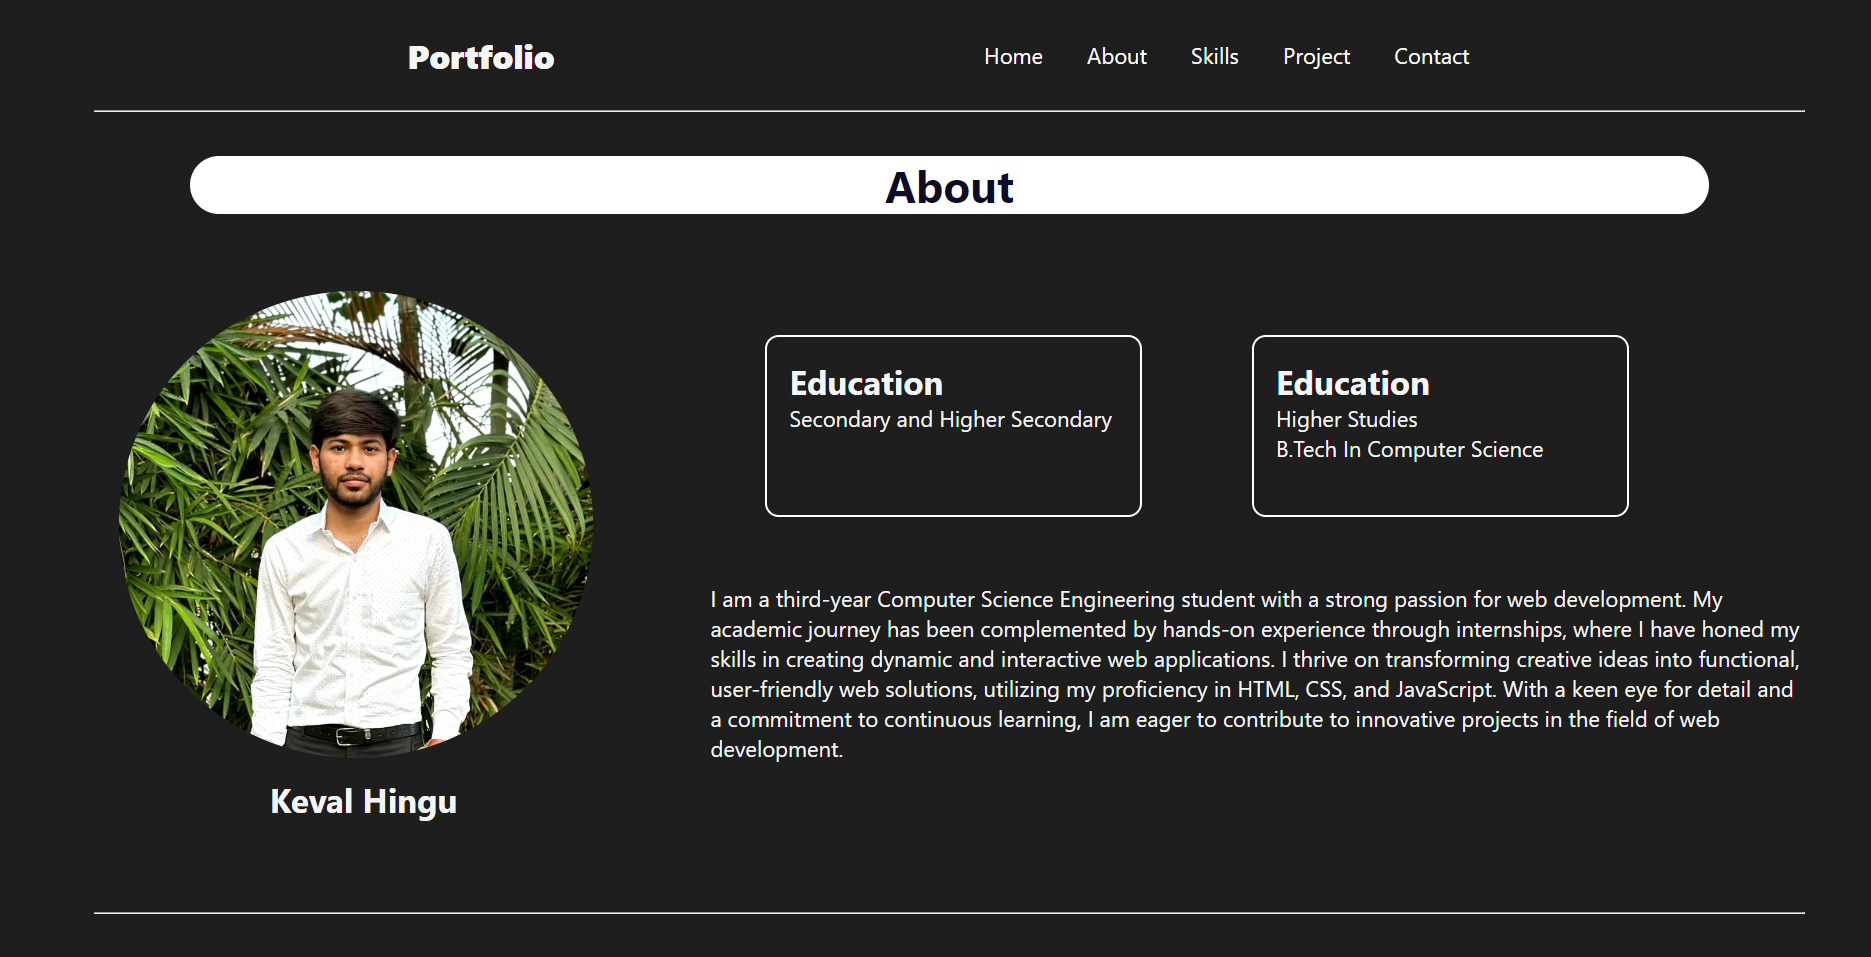 Portfolio
Home About Skills Project Contact
About
Education
Secondary and Higher Secondary
Education
Higher Studies
B.Tech In Computer Science
I am a third-year Computer Science Engineering student with a strong passion for web development. My
academic journey has been complemented by hands-on experience through internships, where I have honed my
skills in creating dynamic and interactive web applications. I thrive on transforming creative ideas into functional,
user-friendly web solutions, utilizing my proficiency in HTML, CSS, and JavaScript. With a keen eye for detail and
a commitment to continuous learning, I am eager to contribute to innovative projects in the field of web
development.
Keval Hingu